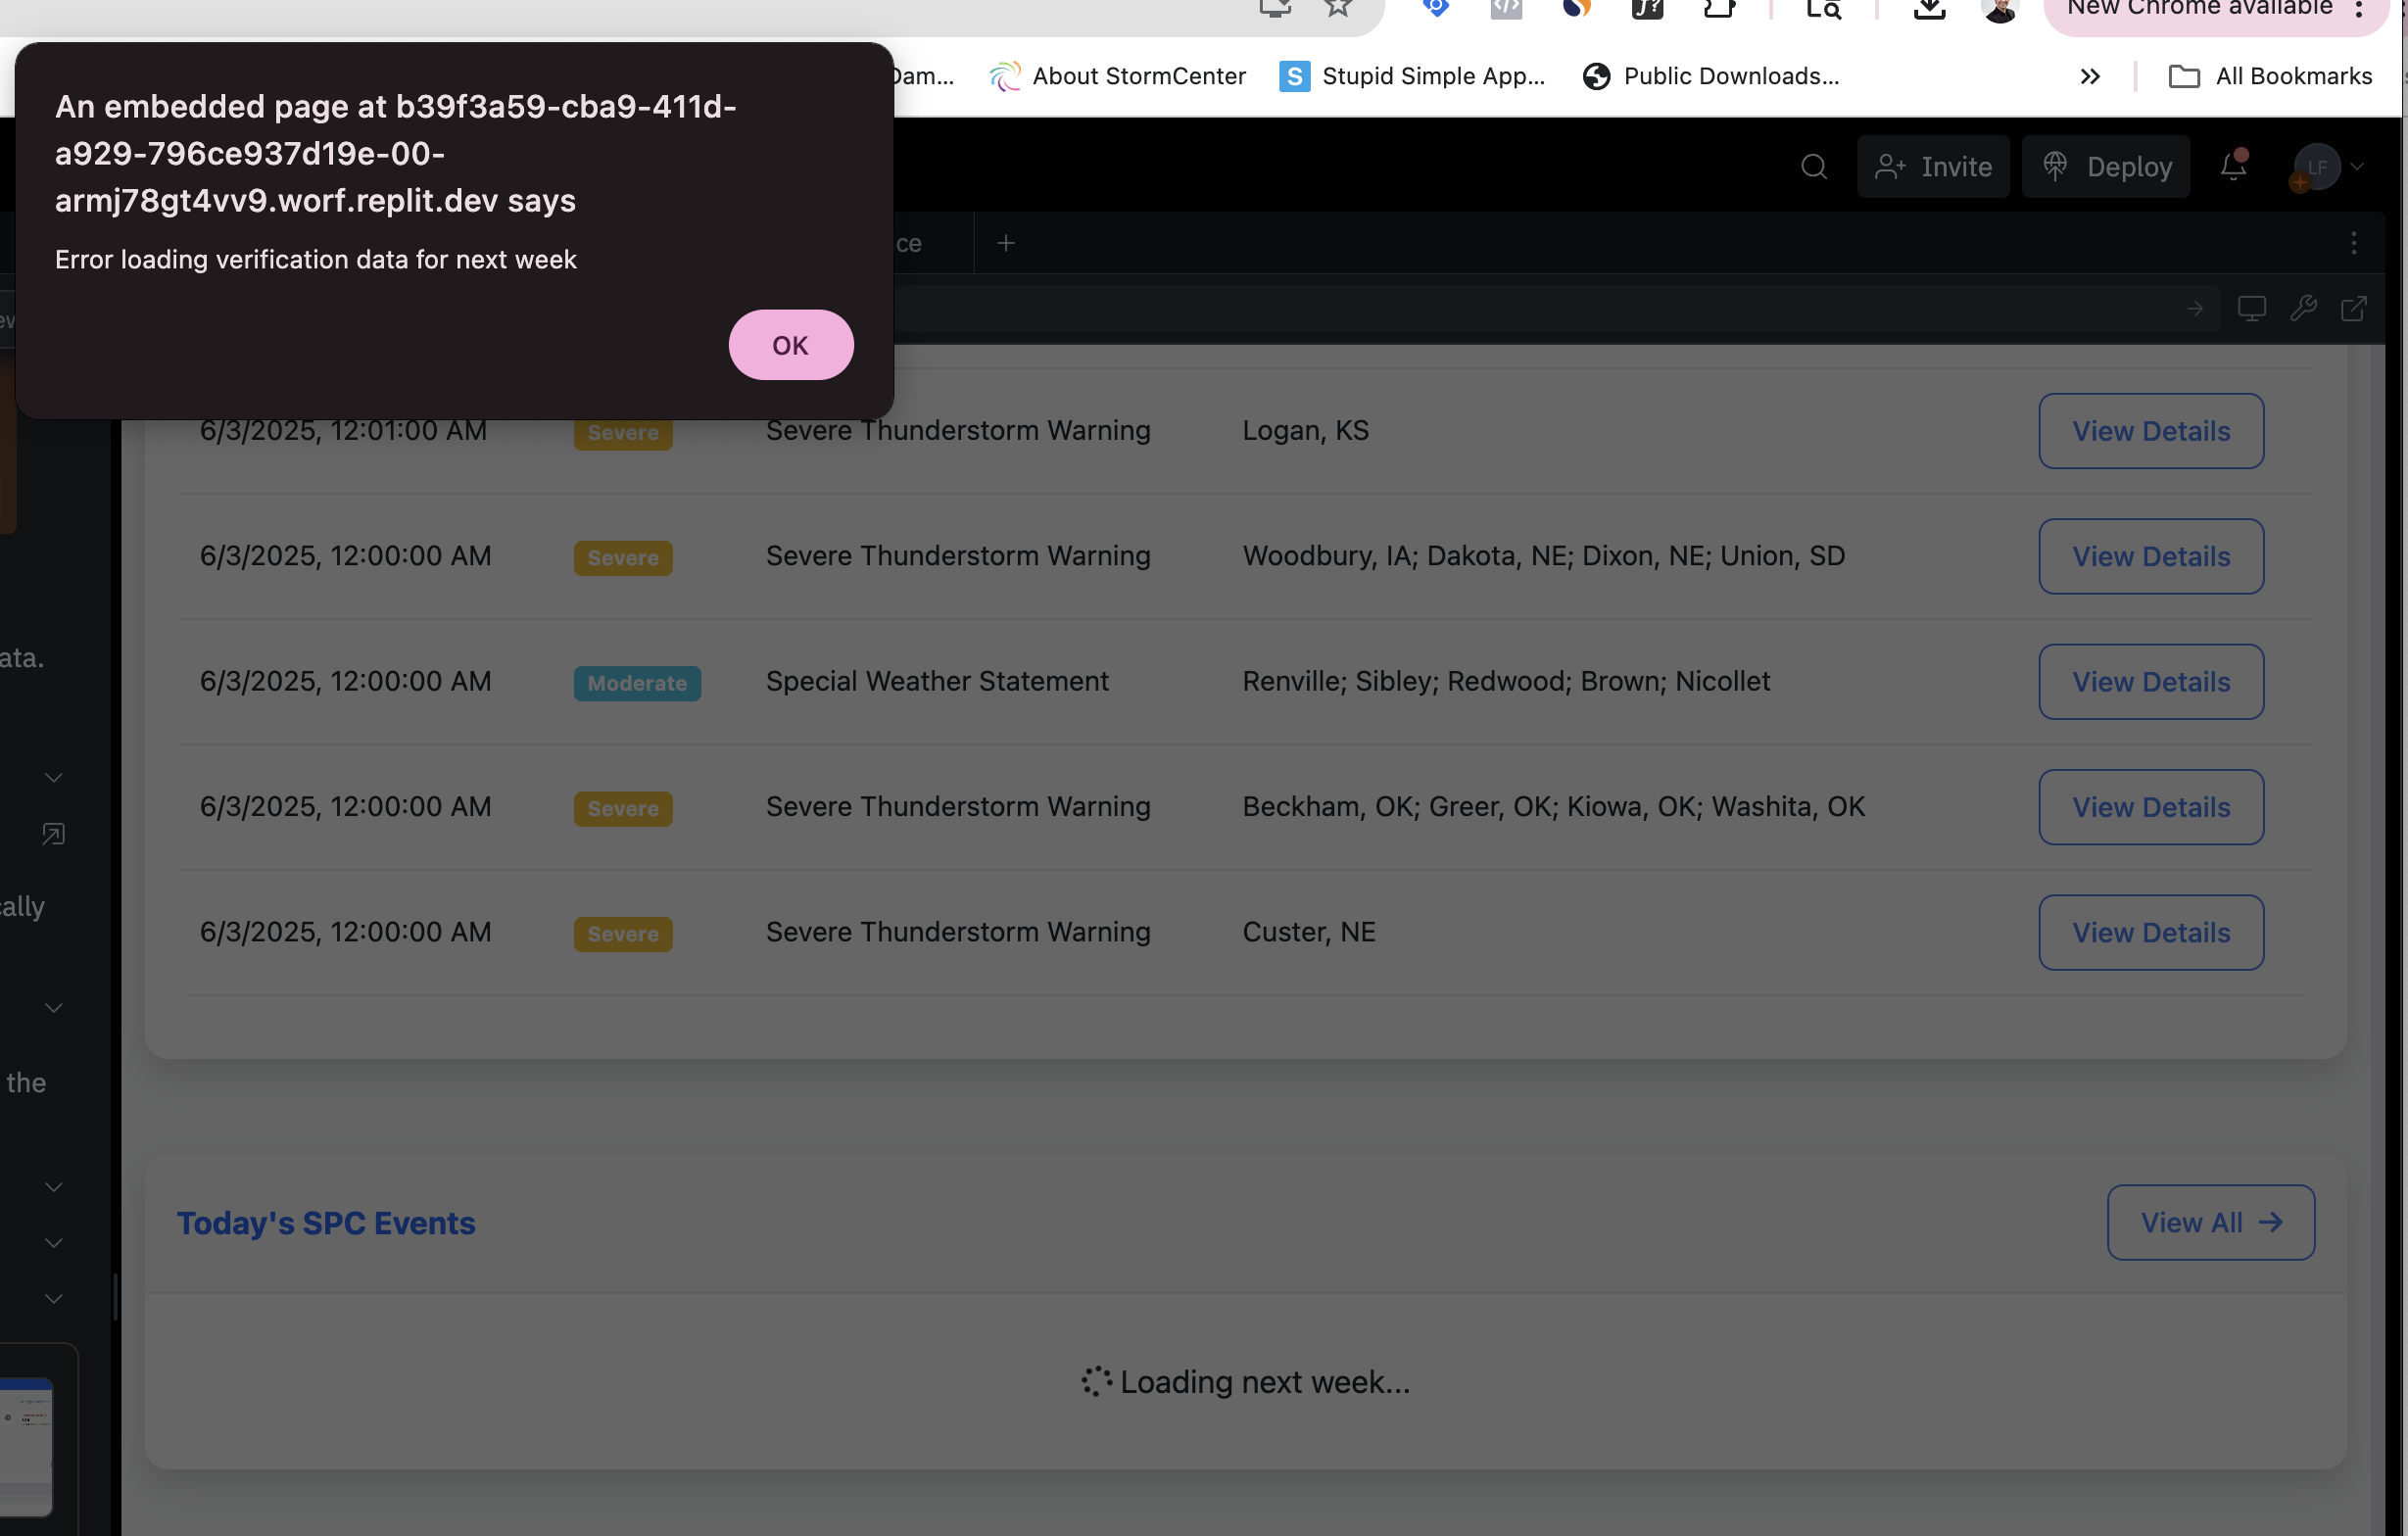 New Chrome available
Dam...
About StormCenter
S
Stupid Simple App...
Public Downloads...
All Bookmarks
An embedded page at b39f3a59-cba9-411d-
a929-796ce937d19e-00-
armj78gt4vv9.worf.replit.dev says
Error loading verification data for next week
OK
Invite
Deploy
LF
ce
ata.
cally
the
6/3/2025, 12:01:00 AM Severe Severe Thunderstorm Warning Logan, KS View Details
6/3/2025, 12:00:00 AM Severe Severe Thunderstorm Warning Woodbury, IA; Dakota, NE; Dixon, NE; Union, SD View Details
6/3/2025, 12:00:00 AM Moderate Special Weather Statement Renville; Sibley; Redwood; Brown; Nicollet View Details
6/3/2025, 12:00:00 AM Severe Severe Thunderstorm Warning Beckham, OK; Greer, OK; Kiowa, OK; Washita, OK View Details
6/3/2025, 12:00:00 AM Severe Severe Thunderstorm Warning Custer, NE View Details
Today's SPC Events
View All →
Loading next week...